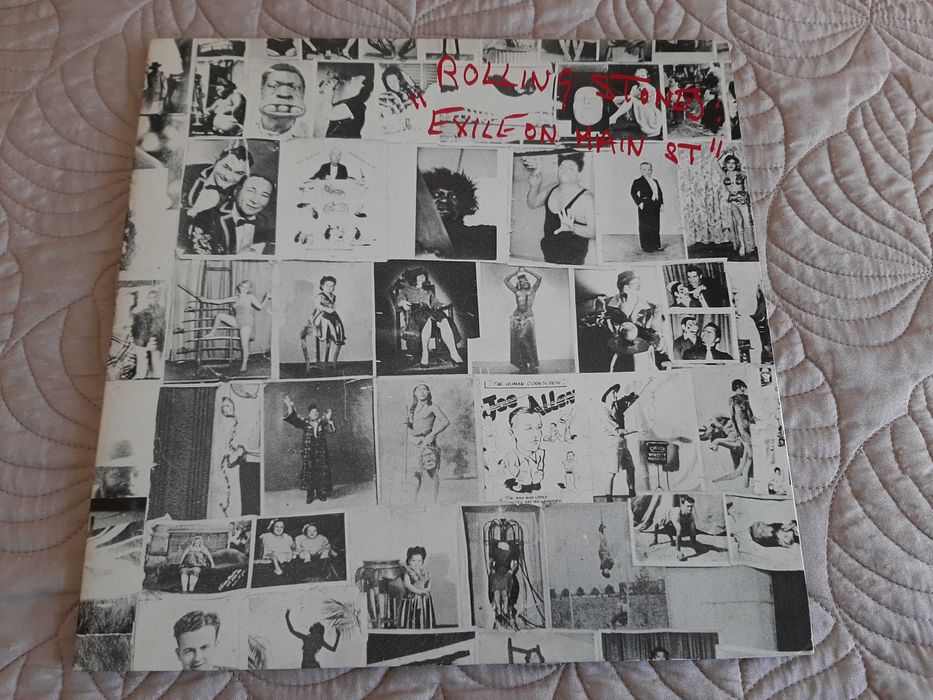 ROLLING STONES:
"EXILE ON MAIN ST"
"THE HUMAN CORKSCREW"
Joe Allen